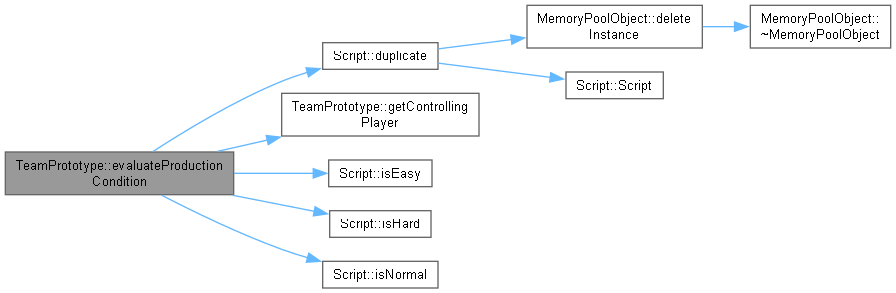 TeamPrototype::evaluateProduction
Condition
Script::duplicate
MemoryPoolObject::delete
Instance
MemoryPoolObject::
~MemoryPoolObject
Script::Script
TeamPrototype::getControlling
Player
Script::isEasy
Script::isHard
Script::isNormal